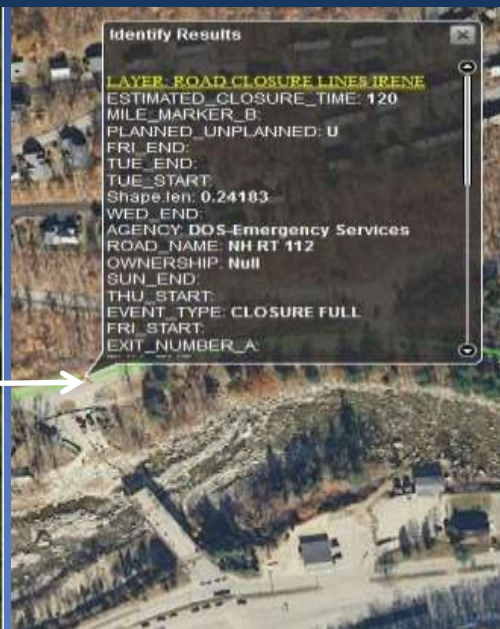 Identify Results
LAYER: ROAD CLOSURE LINES IRENE
ESTIMATED_CLOSURE_TIME: 120
MILE_MARKER_B:
PLANNED_UNPLANNED: U
FRI_END:
TUE_END:
TUE_START:
Shape.len: 0.24183
WED_END:
AGENCY: DOS-Emergency Services
ROAD_NAME: NH RT 112
OWNERSHIP: Null
SUN_END:
THU_START:
EVENT_TYPE: CLOSURE FULL
FRI_START:
EXIT_NUMBER_A: